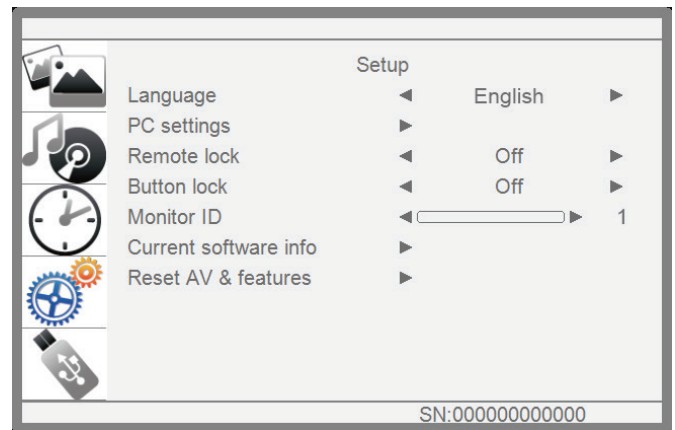 Setup
Language ◀ English ▶
PC settings ▶
Remote lock ◀ Off ▶
Button lock ◀ Off ▶
Monitor ID ◀ ▶ 1
Current software info ▶
Reset AV & features ▶
SN:000000000000